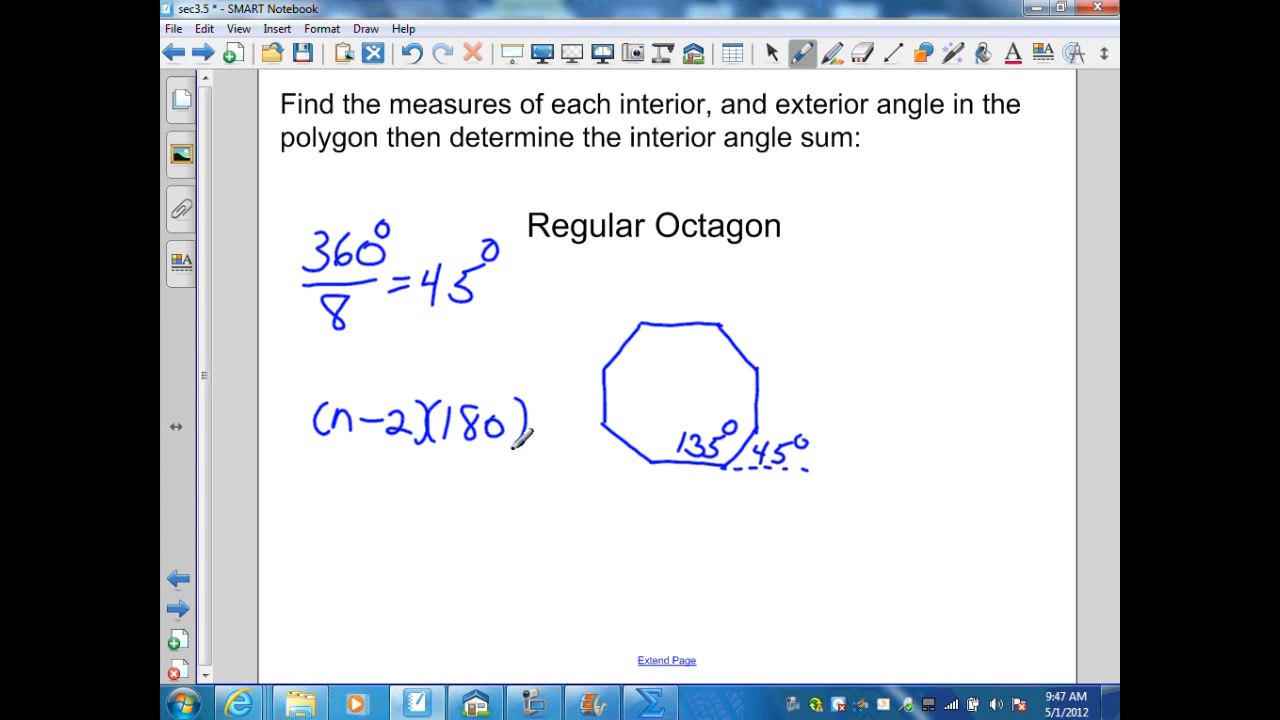 sec3.5 * - SMART Notebook
File Edit View Insert Format Draw Help
Find the measures of each interior, and exterior angle in the
polygon then determine the interior angle sum:
Regular Octagon
360°
8
= 45°
(n-2)(180)
135° 45°
Extend Page
9:47 AM
5/1/2012